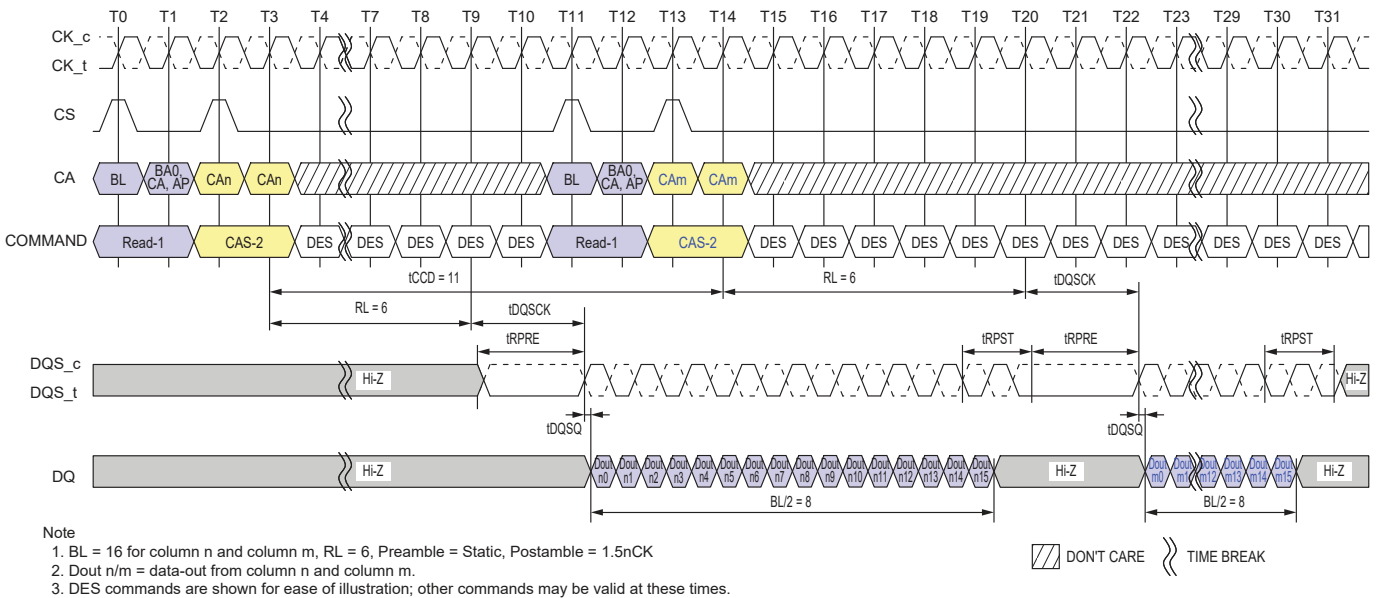 T0 T1 T2 T3 T4 T7 T8 T9 T10 T11 T12 T13 T14 T15 T16 T17 T18 T19 T20 T21 T22 T23 T29 T30 T31
CK_c
CK_t
CS
CA
BL BA0, CA, AP CAn CAn BL BA0, CA, AP CAm CAm
COMMAND
Read-1 CAS-2 DES DES DES DES DES Read-1 CAS-2 DES DES DES DES DES DES DES DES DES DES DES DES
tCCD = 11 RL = 6 tDQSCK
RL = 6 tDQSCK
tRPRE tRPST tRPRE tRPST
DQS_c
DQS_t
Hi-Z Hi-Z
tDQSQ tDQSQ
DQ
Hi-Z Dout n0 Dout n1 Dout n2 Dout n3 Dout n4 Dout n5 Dout n6 Dout n7 Dout n8 Dout n9 Dout n10 Dout n11 Dout n12 Dout n13 Dout n14 Dout n15 Hi-Z Dout m0 Dout m1 Dout m12 Dout m13 Dout m14 Dout m15 Hi-Z
BL/2 = 8 BL/2 = 8
Note
1. BL = 16 for column n and column m, RL = 6, Preamble = Static, Postamble = 1.5nCK
2. Dout n/m = data-out from column n and column m.
3. DES commands are shown for ease of illustration; other commands may be valid at these times.
DON'T CARE TIME BREAK